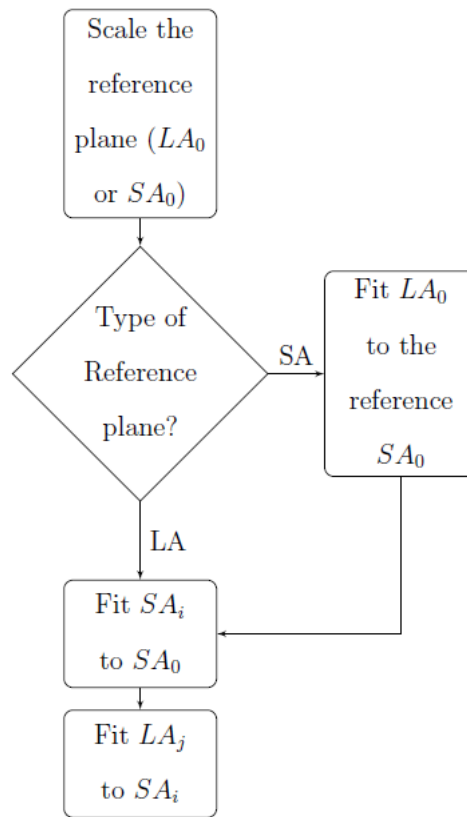 Scale the
reference
plane (LA₀
or SA₀)
Type of
Reference
plane?
SA
Fit LA₀
to the
reference
SA₀
LA
Fit SAᵢ
to SA₀
Fit LAⱼ
to SAᵢ